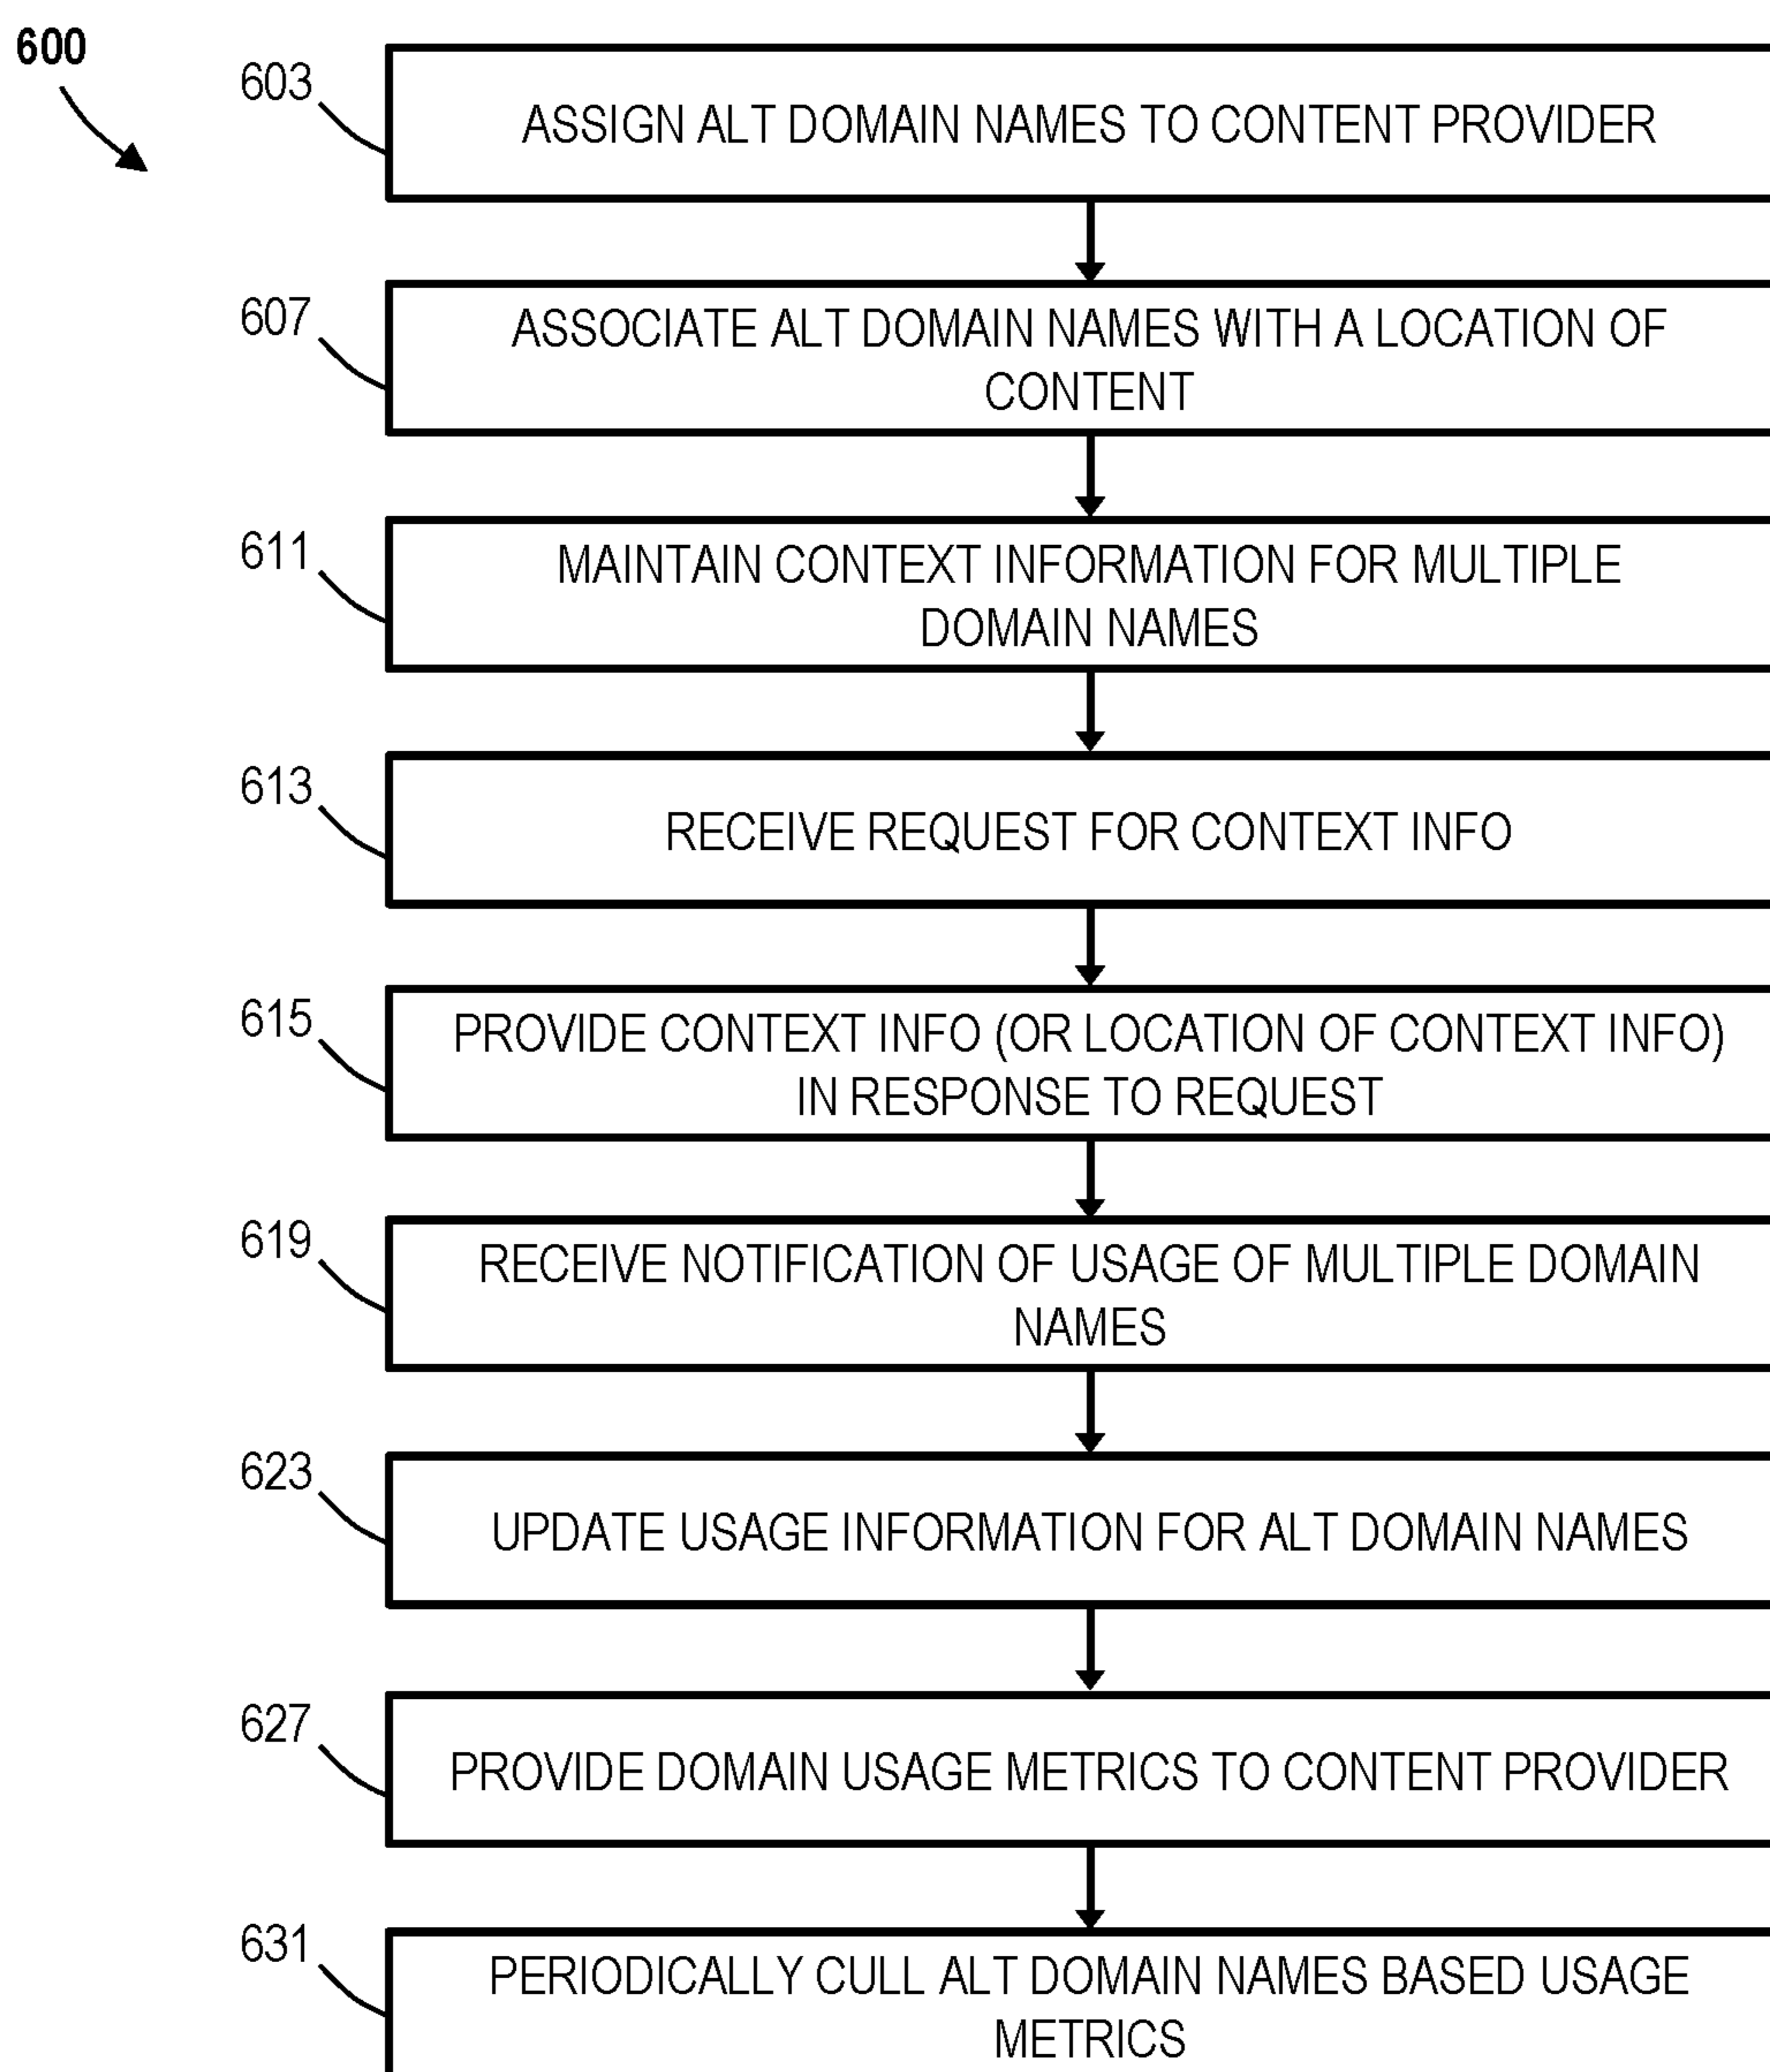 600
603
ASSIGN ALT DOMAIN NAMES TO CONTENT PROVIDER
607
ASSOCIATE ALT DOMAIN NAMES WITH A LOCATION OF
CONTENT
611
MAINTAIN CONTEXT INFORMATION FOR MULTIPLE
DOMAIN NAMES
613
RECEIVE REQUEST FOR CONTEXT INFO
615
PROVIDE CONTEXT INFO (OR LOCATION OF CONTEXT INFO)
IN RESPONSE TO REQUEST
619
RECEIVE NOTIFICATION OF USAGE OF MULTIPLE DOMAIN
NAMES
623
UPDATE USAGE INFORMATION FOR ALT DOMAIN NAMES
627
PROVIDE DOMAIN USAGE METRICS TO CONTENT PROVIDER
631
PERIODICALLY CULL ALT DOMAIN NAMES BASED USAGE
METRICS